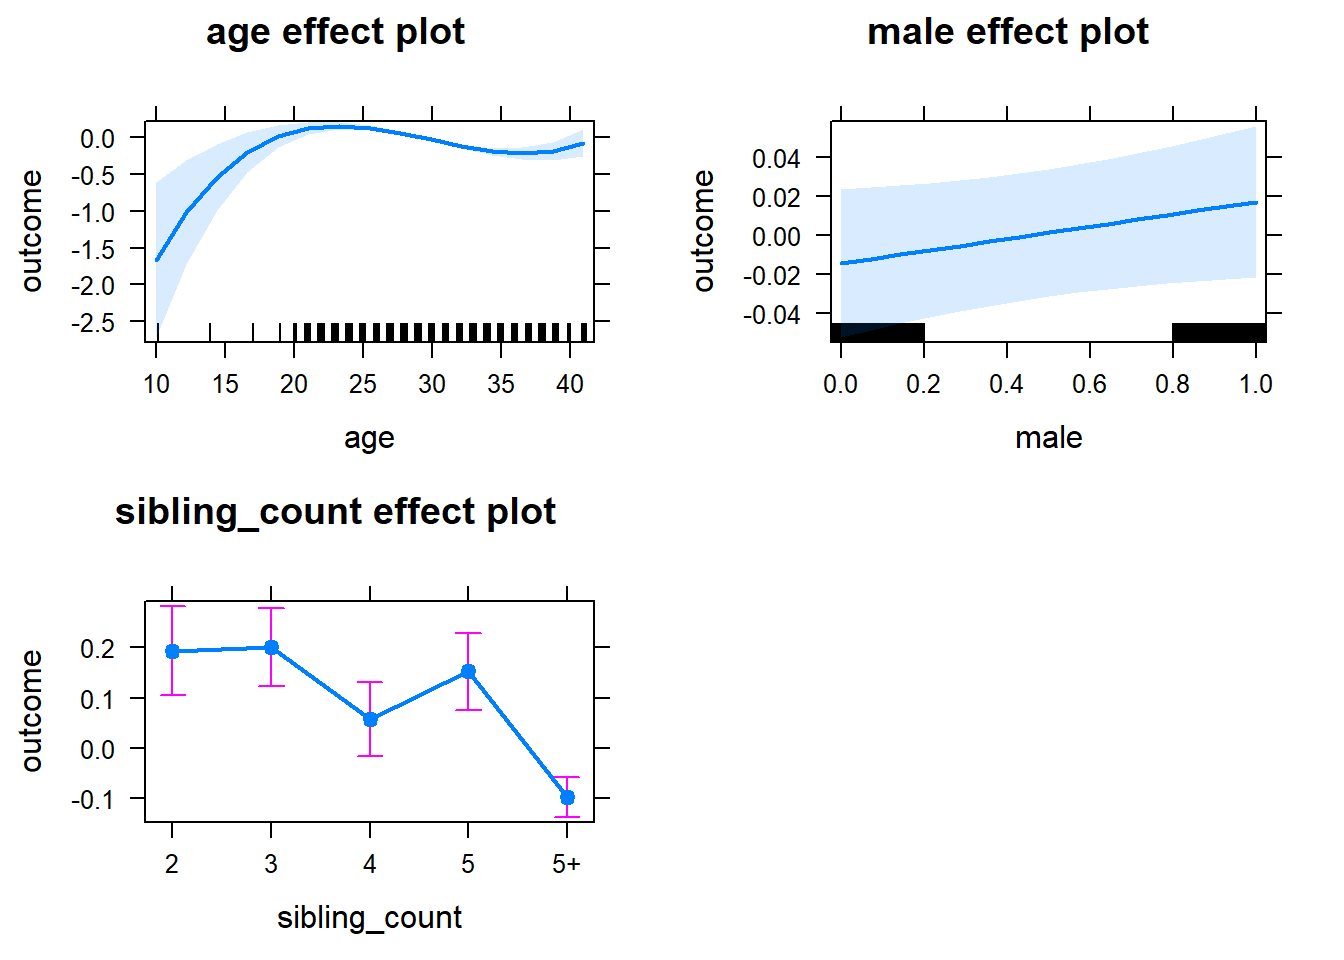 age effect plot
outcome
0.0
-0.5
-1.0
-1.5
-2.0
-2.5
10 15 20 25 30 35 40
age
male effect plot
outcome
0.04
0.02
0.00
-0.02
-0.04
0.0 0.2 0.4 0.6 0.8 1.0
male
sibling_count effect plot
outcome
0.2
0.1
0.0
-0.1
2 3 4 5 5+
sibling_count